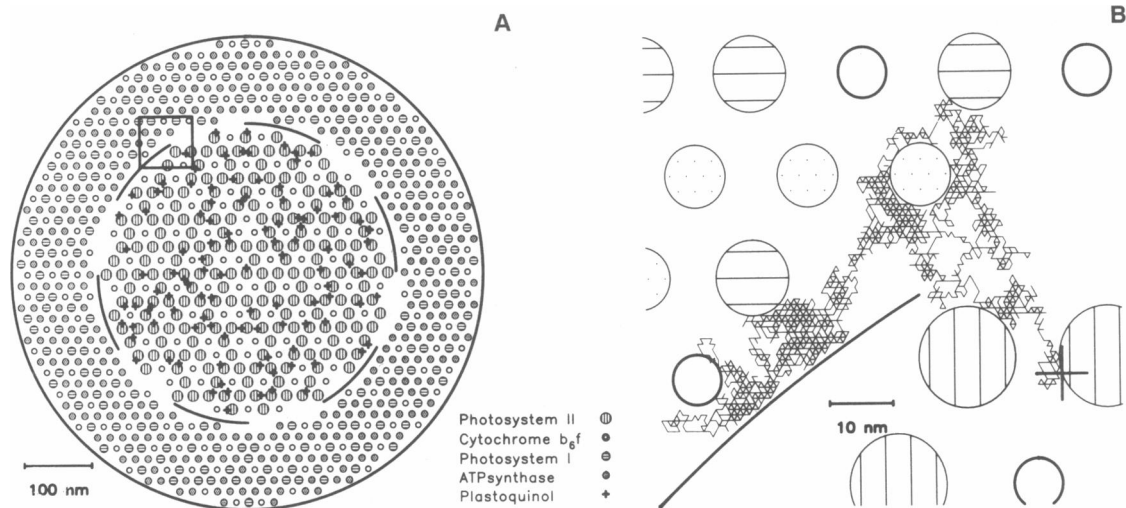 A
B
Photosystem II
Cytochrome b₆f
Photosystem I
ATPsynthase
Plastoquinol
100 nm
10 nm